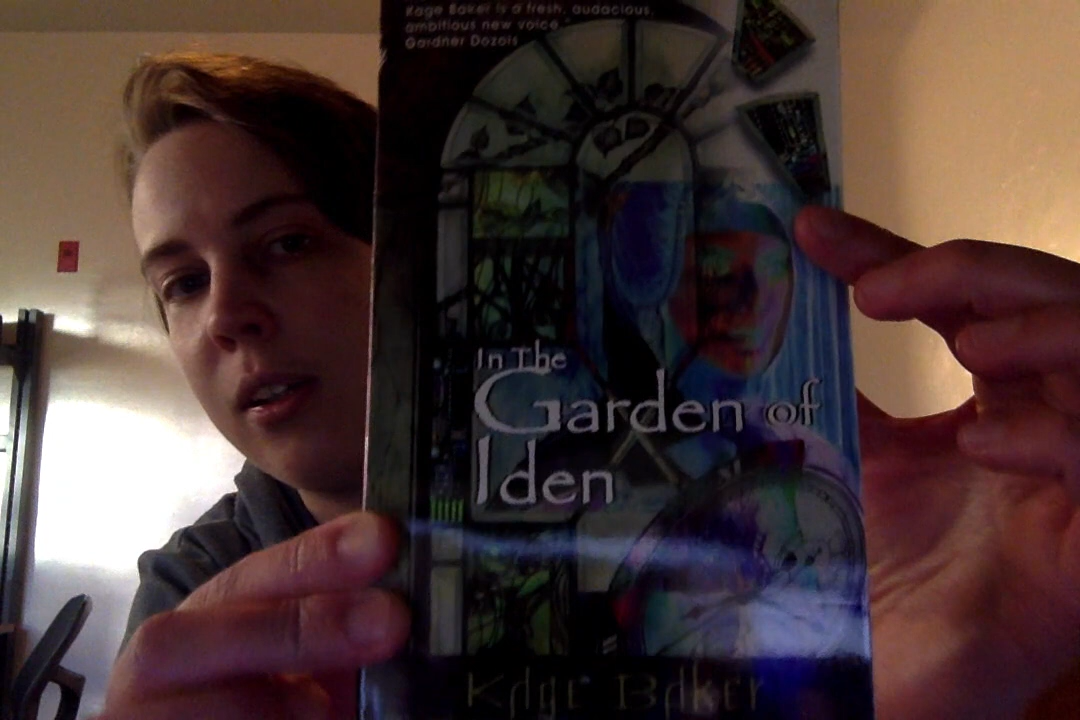 Kage Baker is a fresh, audacious,
ambitious new voice."
Gardner Dozois
In The
Garden of
Iden
Kage Baker